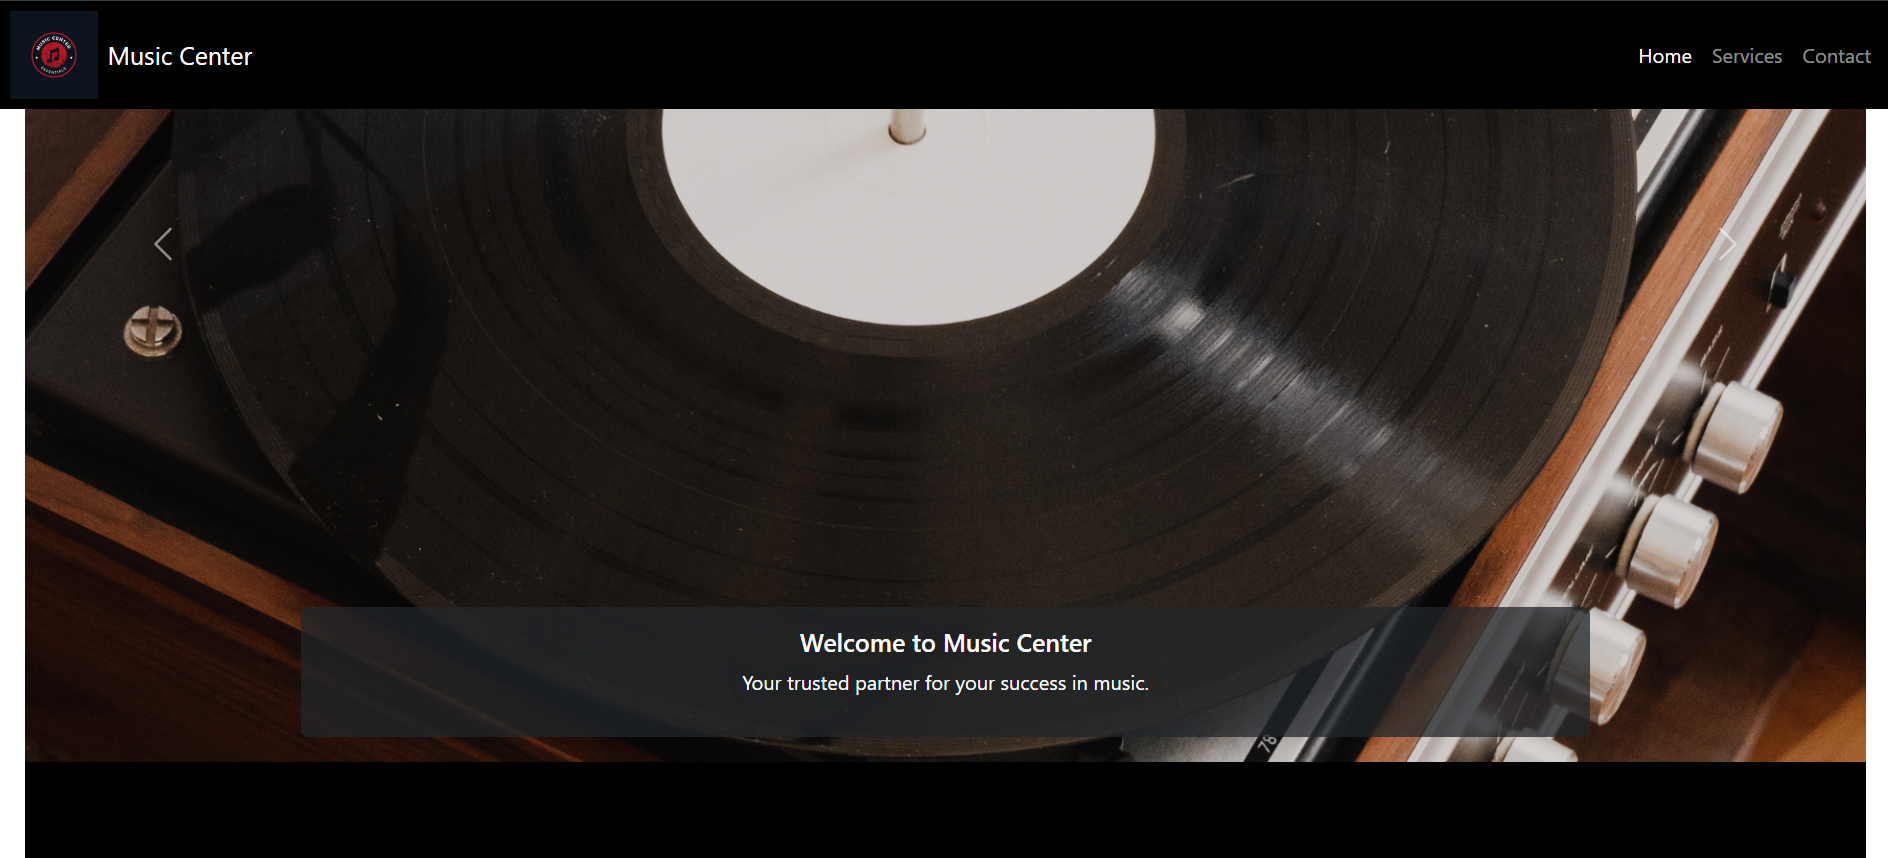 MUSIC CENTER
ESSENTIALS
Music Center
Home Services Contact
Welcome to Music Center
Your trusted partner for your success in music.
78